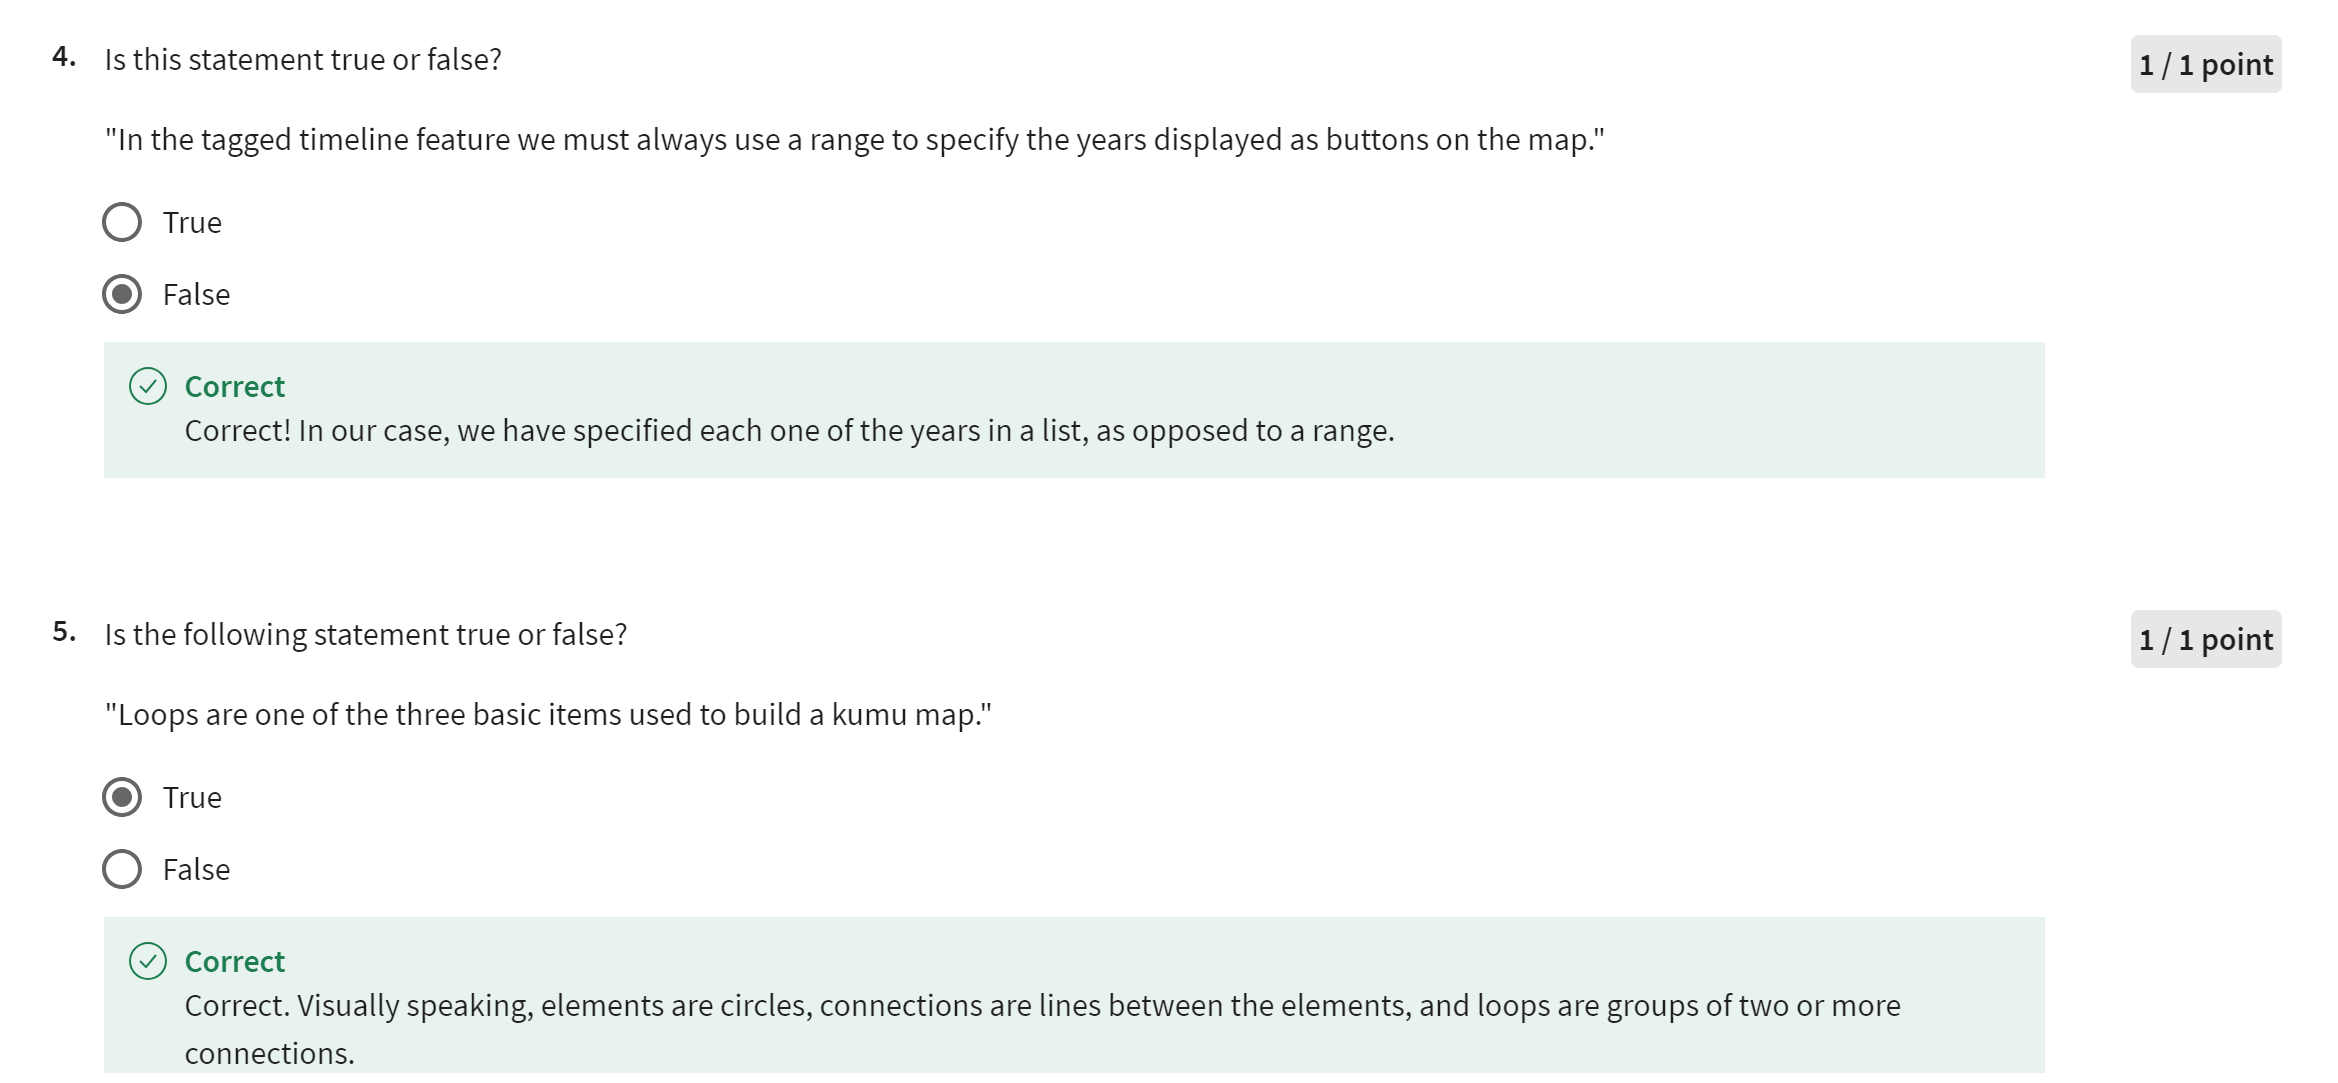 4. Is this statement true or false?
1 / 1 point
"In the tagged timeline feature we must always use a range to specify the years displayed as buttons on the map."
True
False
Correct
Correct! In our case, we have specified each one of the years in a list, as opposed to a range.
5. Is the following statement true or false?
1 / 1 point
"Loops are one of the three basic items used to build a kumu map."
True
False
Correct
Correct. Visually speaking, elements are circles, connections are lines between the elements, and loops are groups of two or more
connections.